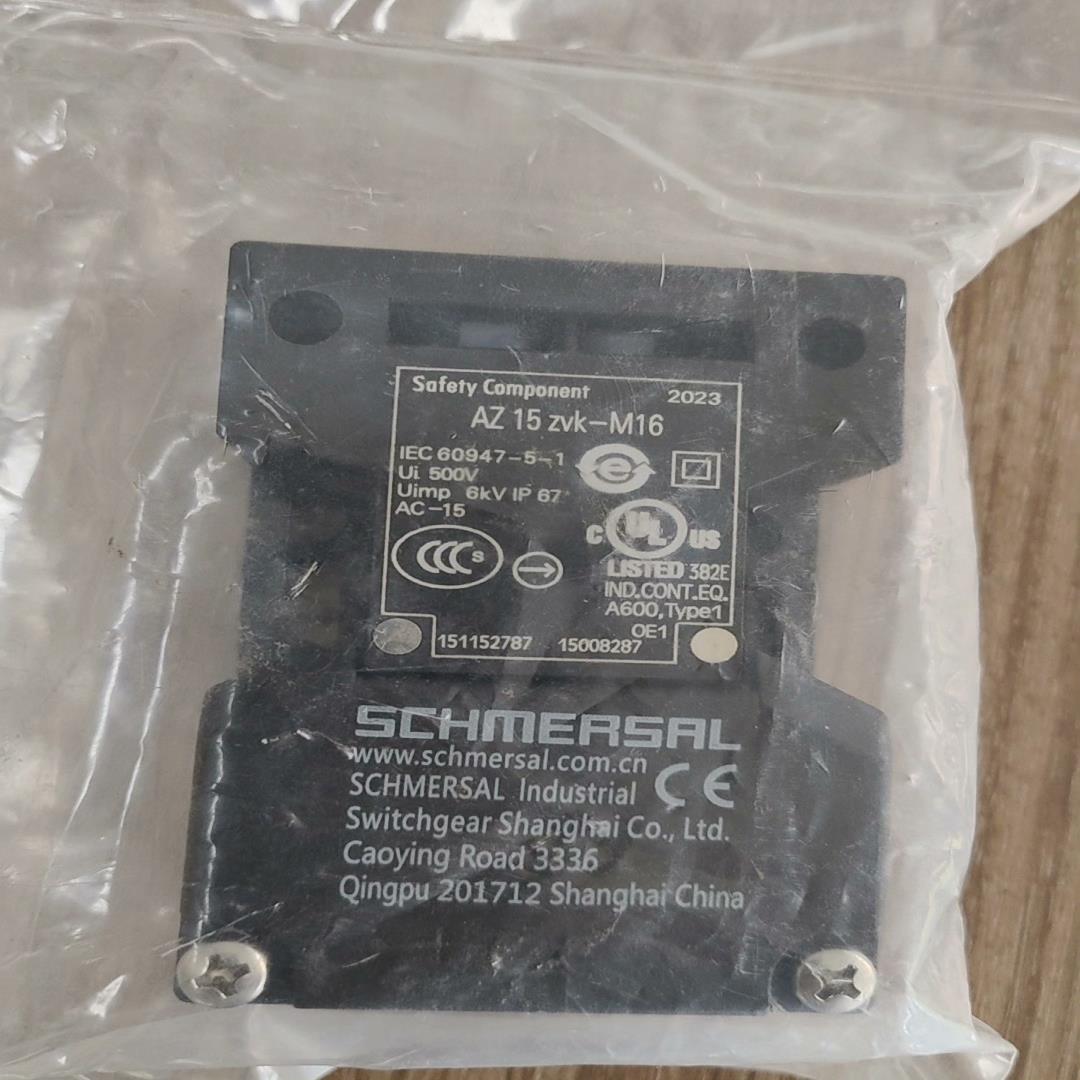 Safety Component 2023
AZ 15 zvk-M16
IEC 60947-5-1
Ui 500V
Uimp 6kV IP 67
AC-15
e
CCC S
C UL US
LISTED 382E
IND.CONT.EQ.
A600,Type1
OE1
151152787 15008287
SCHMERSAL
www.schmersal.com.cn
CE
SCHMERSAL Industrial
Switchgear Shanghai Co., Ltd.
Caoying Road 3336
Qingpu 201712 Shanghai China